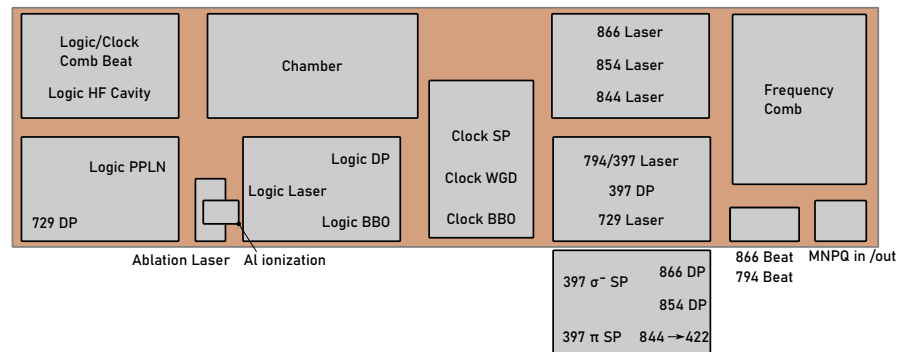 Logic/Clock
Comb Beat
Logic HF Cavity
Chamber
866 Laser
854 Laser
844 Laser
Frequency
Comb
Logic PPLN
729 DP
Logic DP
Logic Laser
Logic BBO
Clock SP
Clock WGD
Clock BBO
794/397 Laser
397 DP
729 Laser
Ablation Laser
Al ionization
866 Beat
794 Beat
MNPQ in /out
397 σ⁻ SP
866 DP
854 DP
397 π SP
844 →422